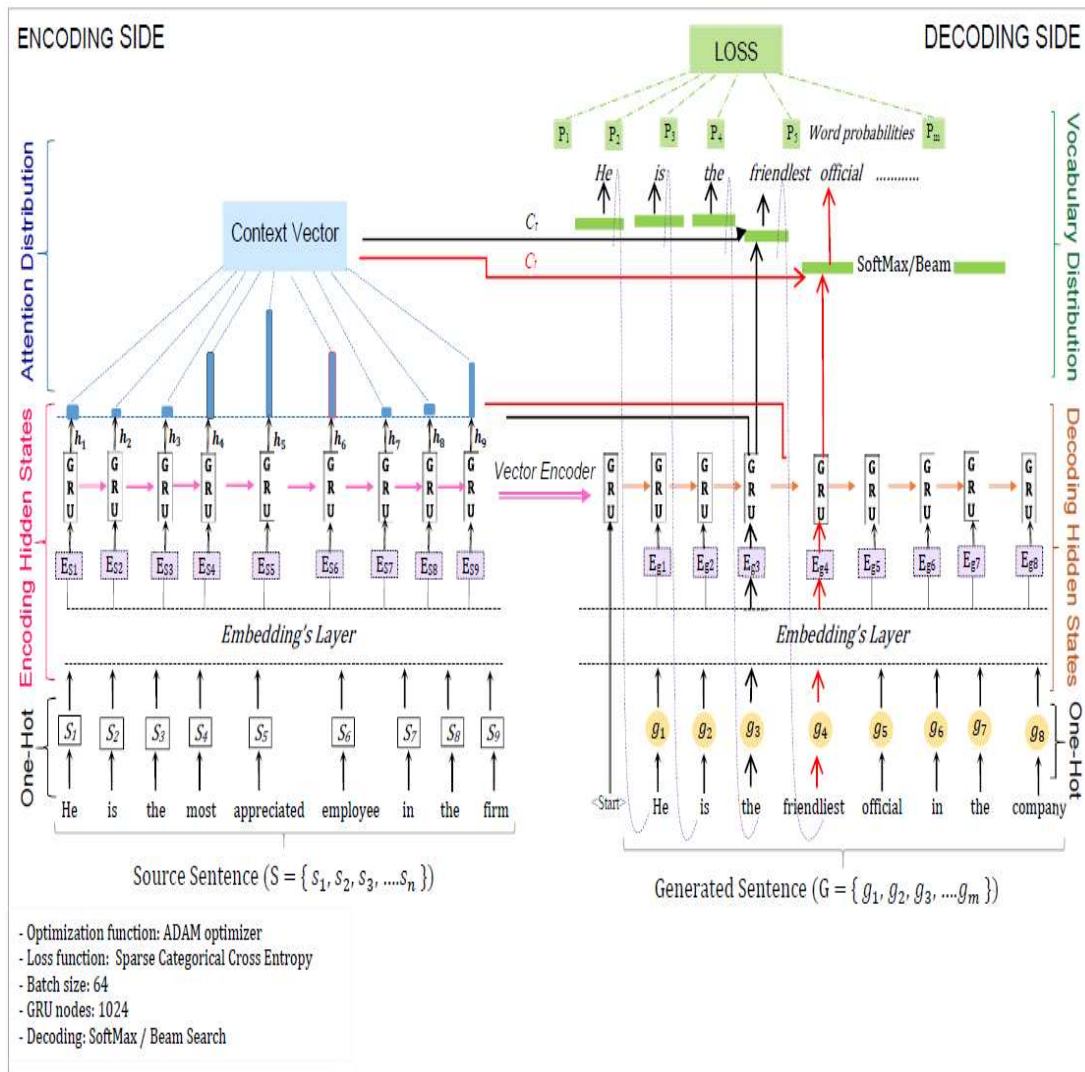 ENCODING SIDE
DECODING SIDE
LOSS
P1 P2 P3 P4 P5 Word probabilities Pm
He is the friendlest official ............
Attention Distribution
Vocabulary Distribution
Context Vector
C7
C7
SoftMax/Beam
h1 h2 h3 h4 h5 h6 h7 h8 h9
Encoding Hidden States
Decoding Hidden States
GRU GRU GRU GRU GRU GRU GRU GRU GRU
Vector Encoder
GRU GRU GRU GRU GRU GRU GRU GRU GRU
ES1 ES2 ES3 ES4 ES5 ES6 ES7 ES8 ES9
Eg1 Eg2 Eg3 Eg4 Eg5 Eg6 Eg7 Eg8
Embedding's Layer
Embedding's Layer
One-Hot
S1 S2 S3 S4 S5 S6 S7 S8 S9
g1 g2 g3 g4 g5 g6 g7 g8
One-Hot
He is the most appreciated employee in the firm
<Start> He is the friendliest official in the company
Source Sentence (S = { s1, s2, s3, ....sn })
Generated Sentence (G = { g1, g2, g3, ....gm })
- Optimization function: ADAM optimizer
- Loss function: Sparse Categorical Cross Entropy
- Batch size: 64
- GRU nodes: 1024
- Decoding: SoftMax / Beam Search